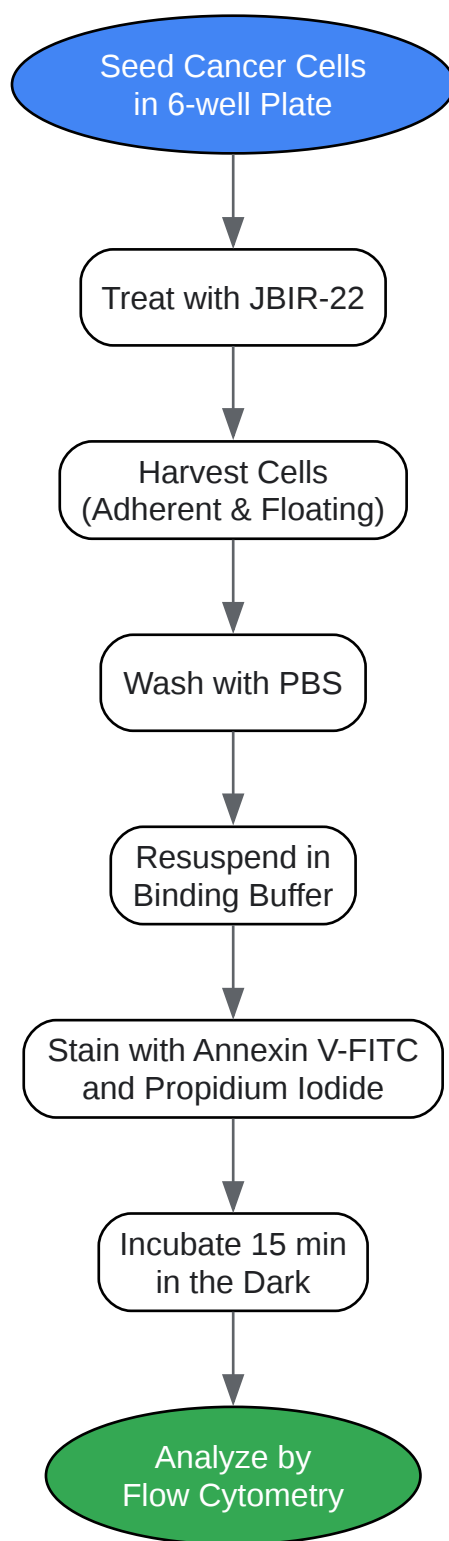 Seed Cancer Cells
in 6-well Plate
Treat with JBIR-22
Harvest Cells
(Adherent & Floating)
Wash with PBS
Resuspend in
Binding Buffer
Stain with Annexin V-FITC
and Propidium Iodide
Incubate 15 min
in the Dark
Analyze by
Flow Cytometry